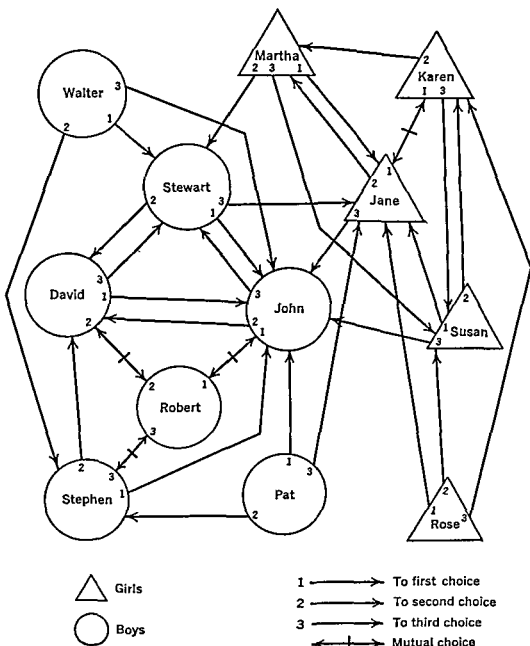 Martha
2 3 1
2
Karen
1 3
Walter
3
2 1
Stewart
2 1 3
2 1
Jane
3
3
David
1
2
3
2 John
1
1 Susan
3
2
2 1
Robert
3
2 3
Stephen 1
1 3
Pat
2
2
1 3
Rose
Girls
Boys
1 To first choice
2 To second choice
3 To third choice
Mutual choice